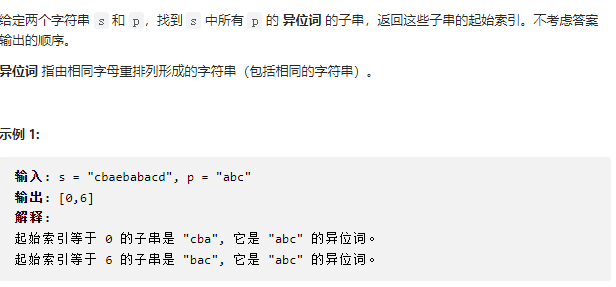 给定两个字符串 s 和 p，找到 s 中所有 p 的 异位词 的子串，返回这些子串的起始索引。不考虑答案
输出的顺序。
异位词 指由相同字母重排列形成的字符串（包括相同的字符串）。
示例 1:
输入: s = "cbaebabacd", p = "abc"
输出: [0,6]
解释:
起始索引等于 0 的子串是 "cba", 它是 "abc" 的异位词。
起始索引等于 6 的子串是 "bac", 它是 "abc" 的异位词。